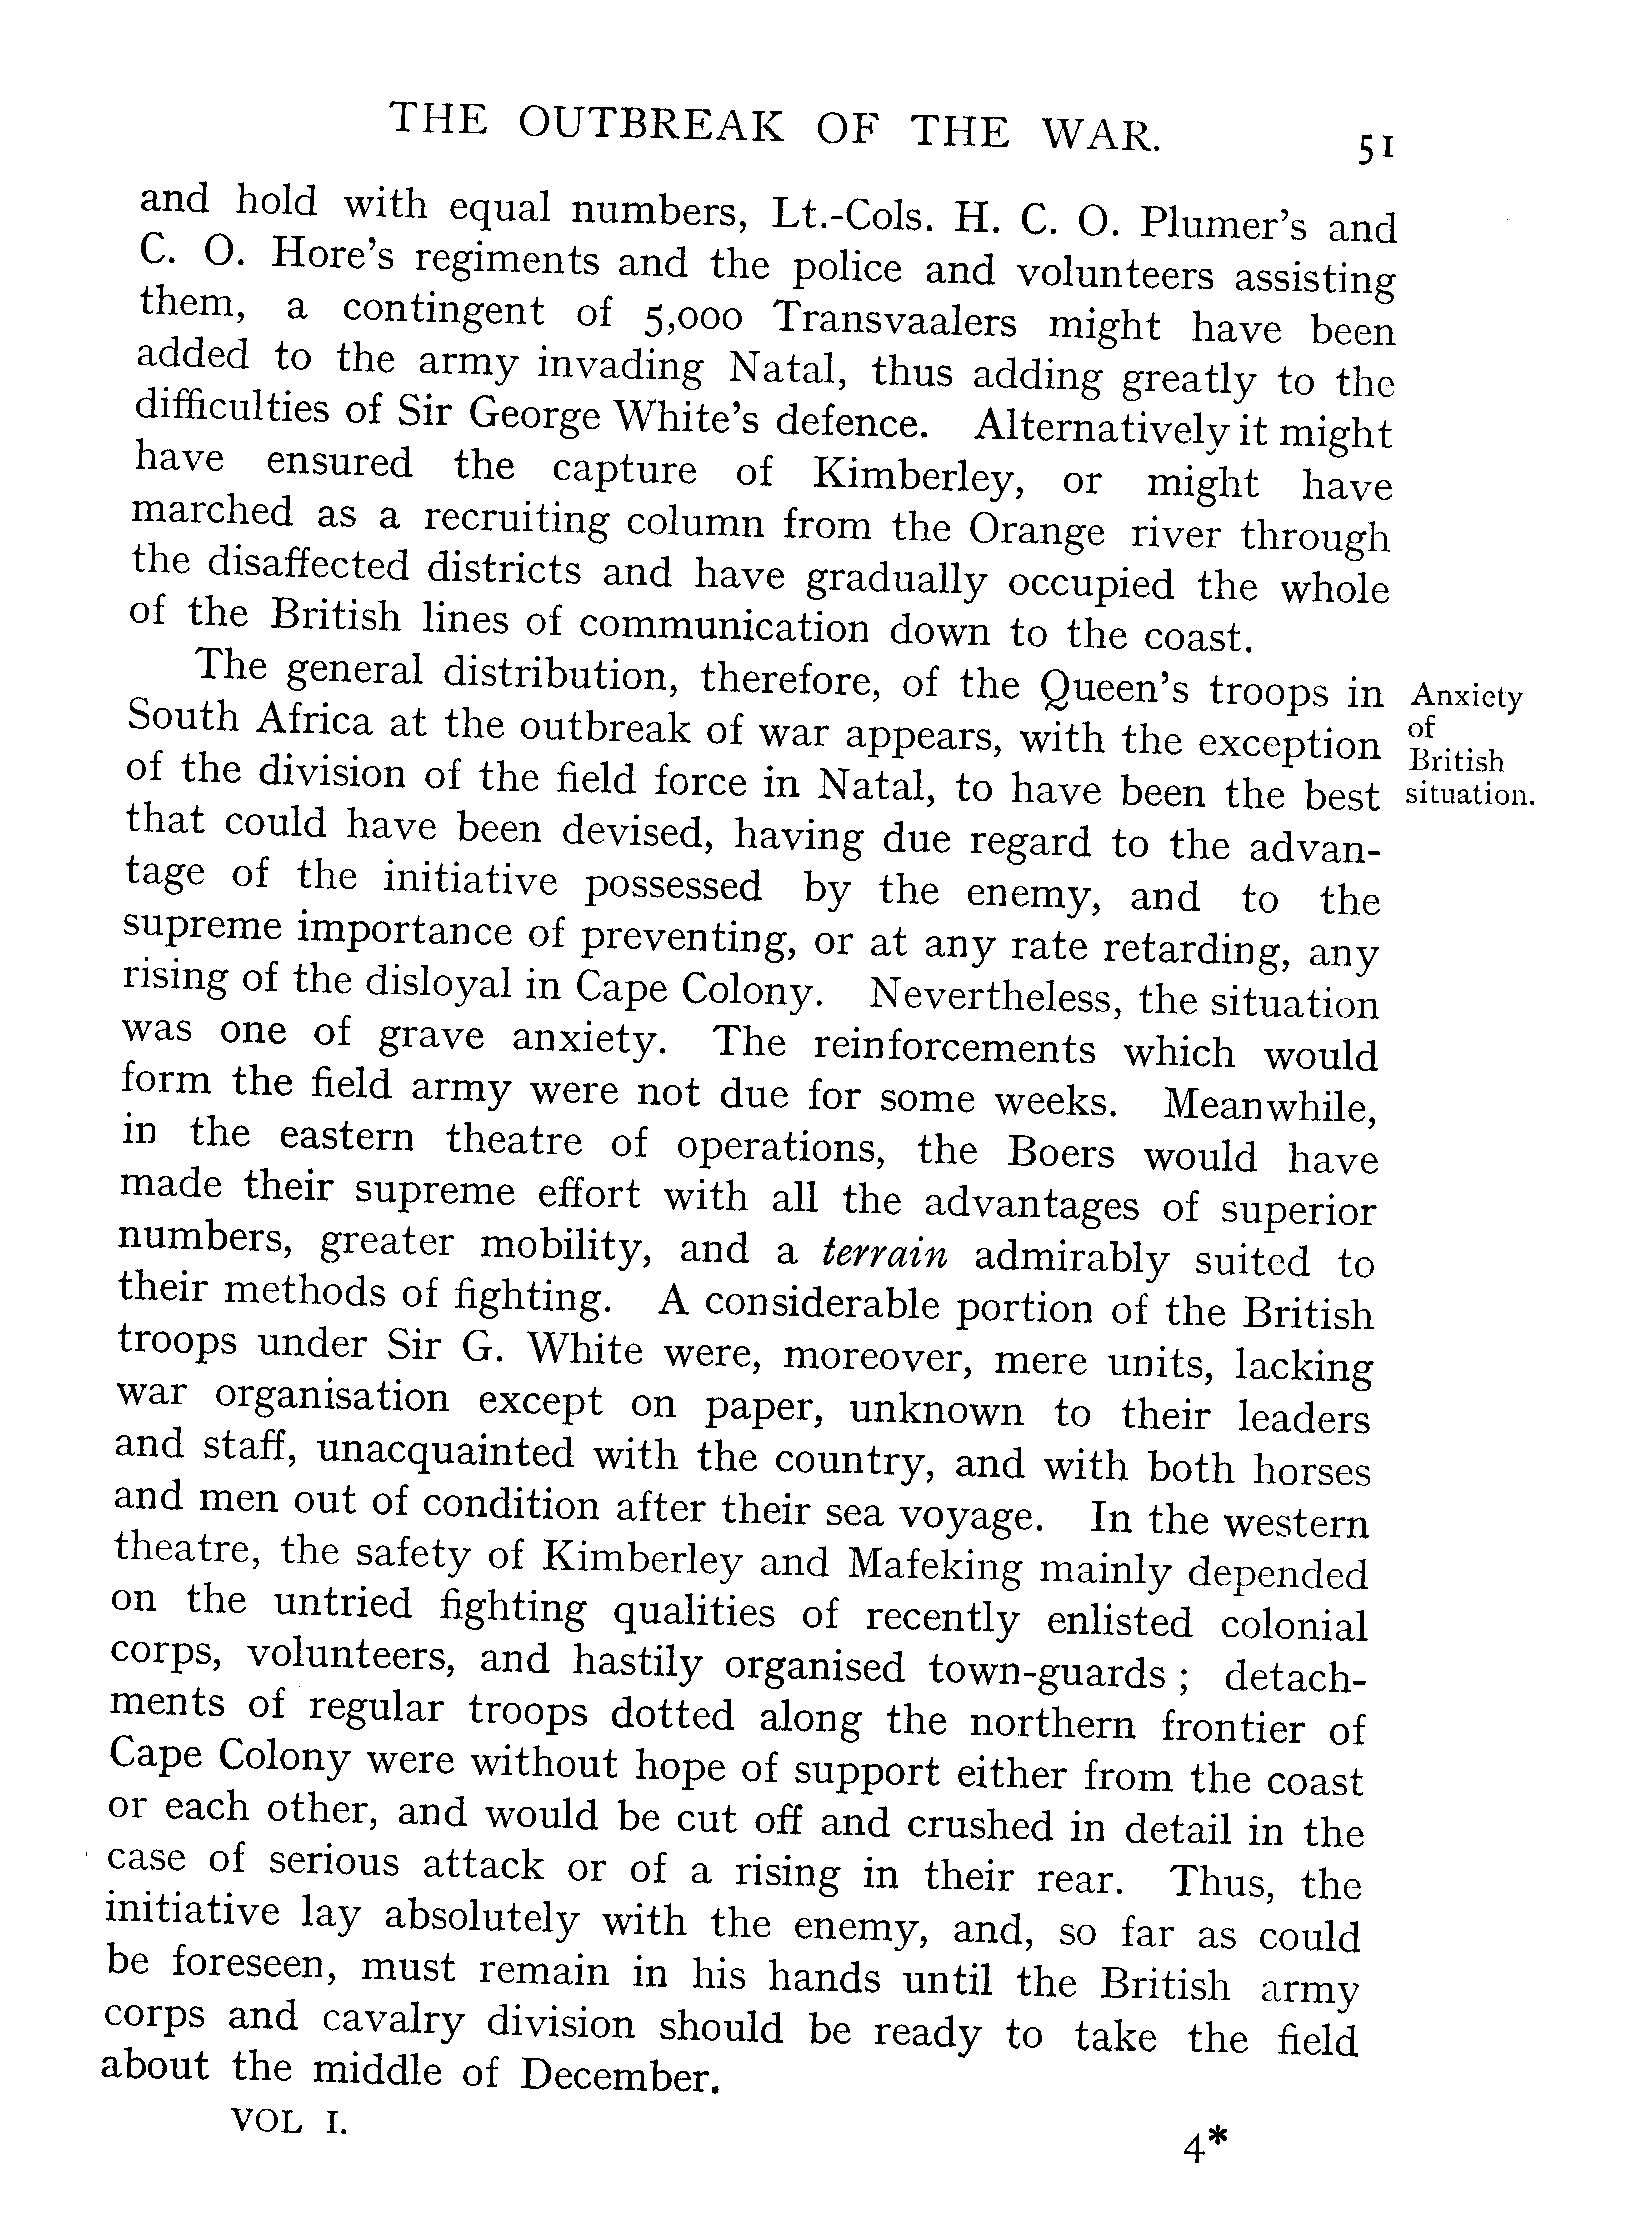 THE OUTBREAK OF THE WAR. 51
and hold with equal numbers, Lt.-Cols. H. C. O. Plumer's and
C. O. Hore's regiments and the police and volunteers assisting
them, a contingent of 5,000 Transvaalers might have been
added to the army invading Natal, thus adding greatly to the
difficulties of Sir George White's defence. Alternatively it might
have ensured the capture of Kimberley, or might have
marched as a recruiting column from the Orange river through
the disaffected districts and have gradually occupied the whole
of the British lines of communication down to the coast.
The general distribution, therefore, of the Queen's troops in
South Africa at the outbreak of war appears, with the exception
of the division of the field force in Natal, to have been the best
that could have been devised, having due regard to the advan-
tage of the initiative possessed by the enemy, and to the
supreme importance of preventing, or at any rate retarding, any
rising of the disloyal in Cape Colony. Nevertheless, the situation
was one of grave anxiety. The reinforcements which would
form the field army were not due for some weeks. Meanwhile,
in the eastern theatre of operations, the Boers would have
made their supreme effort with all the advantages of superior
numbers, greater mobility, and a terrain admirably suited to
their methods of fighting. A considerable portion of the British
troops under Sir G. White were, moreover, mere units, lacking
war organisation except on paper, unknown to their leaders
and staff, unacquainted with the country, and with both horses
and men out of condition after their sea voyage. In the western
theatre, the safety of Kimberley and Mafeking mainly depended
on the untried fighting qualities of recently enlisted colonial
corps, volunteers, and hastily organised town-guards ; detach-
ments of regular troops dotted along the northern frontier of
Cape Colony were without hope of support either from the coast
or each other, and would be cut off and crushed in detail in the
case of serious attack or of a rising in their rear. Thus, the
initiative lay absolutely with the enemy, and, so far as could
be foreseen, must remain in his hands until the British army
corps and cavalry division should be ready to take the field
about the middle of December.
Anxiety
of
British
situation.
VOL I. 4*